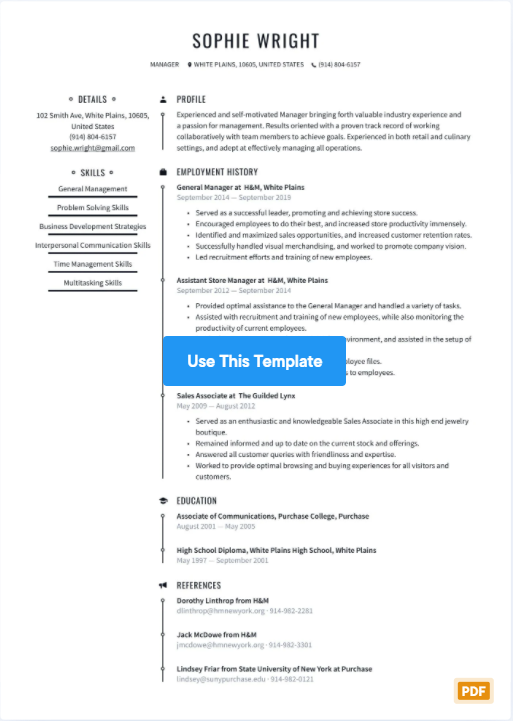 SOPHIE WRIGHT
MANAGER WHITE PLAINS, 10605, UNITED STATES (914) 804-6157
DETAILS
102 Smith Ave, White Plains, 10605,
United States
(914) 804-6157
sophie.wright@gmail.com
SKILLS
General Management
Problem Solving Skills
Business Development Strategies
Interpersonal Communication Skills
Time Management Skills
Multitasking Skills
PROFILE
Experienced and self-motivated Manager bringing forth valuable industry experience and
a passion for management. Results oriented with a proven track record of working
collaboratively with team members to achieve goals. Experienced in both retail and culinary
settings, and adept at effectively managing all operations.
EMPLOYMENT HISTORY
General Manager at H&M, White Plains
September 2014 — September 2019
• Served as a successful leader, promoting and achieving store success.
• Encouraged employees to do their best, and increased store productivity immensely.
• Identified and maximized sales opportunities, and increased customer retention rates.
• Successfully handled visual merchandising, and worked to promote company vision.
• Led recruitment efforts and training of new employees.
Assistant Store Manager at H&M, White Plains
September 2012 — September 2014
• Provided optimal assistance to the General Manager and handled a variety of tasks.
• Assisted with recruitment and training of new employees, while also monitoring the
productivity of current employees.
vironment, and assisted in the setup of
ployee files.
s to employees.
Use This Template
Sales Associate at The Guilded Lynx
May 2009 — August 2012
• Served as an enthusiastic and knowledgeable Sales Associate in this high end jewelry
boutique.
• Remained informed and up to date on the current stock and offerings.
• Answered all customer queries with friendliness and expertise.
• Worked to provide optimal browsing and buying experiences for all visitors and
customers.
EDUCATION
Associate of Communications, Purchase College, Purchase
August 2001 — May 2005
High School Diploma, White Plains High School, White Plains
May 1997 — September 2001
REFERENCES
Dorothy Linthrop from H&M
dlinthrop@hmnewyork.org · 914-982-2281
Jack McDowe from H&M
jmcdowe@hmnewyork.org · 914-982-3301
Lindsey Friar from State University of New York at Purchase
lindsey@sunypurchase.edu · 914-982-0121
PDF